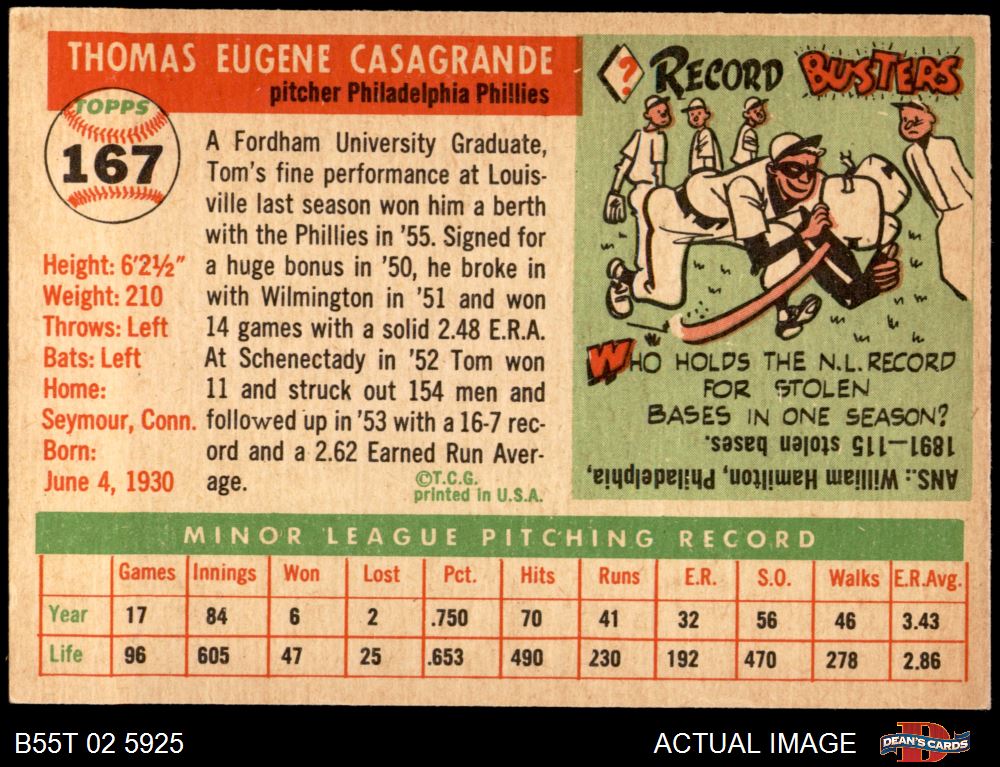 THOMAS EUGENE CASAGRANDE
pitcher Philadelphia Phillies
TOPPS
167
Height: 6'2½"
Weight: 210
Throws: Left
Bats: Left
Home:
Seymour, Conn.
Born:
June 4, 1930
A Fordham University Graduate,
Tom's fine performance at Louis-
ville last season won him a berth
with the Phillies in '55. Signed for
a huge bonus in '50, he broke in
with Wilmington in '51 and won
14 games with a solid 2.48 E.R.A.
At Schenectady in '52 Tom won
11 and struck out 154 men and
followed up in '53 with a 16-7 rec-
ord and a 2.62 Earned Run Aver-
age.
©T.C.G.
printed in U.S.A.
? RECORD BUSTERS
WHO HOLDS THE N.L. RECORD
FOR STOLEN
BASES IN ONE SEASON?
ANS.: William Hamilton, Philadelphia,
1891—115 stolen bases.
MINOR LEAGUE PITCHING RECORD
Games Innings Won Lost Pct. Hits Runs E.R. S.O. Walks E.R.Avg.
Year 17 84 6 2 .750 70 41 32 56 46 3.43
Life 96 605 47 25 .653 490 230 192 470 278 2.86
B55T 02 5925
ACTUAL IMAGE
D
DEAN'S CARDS